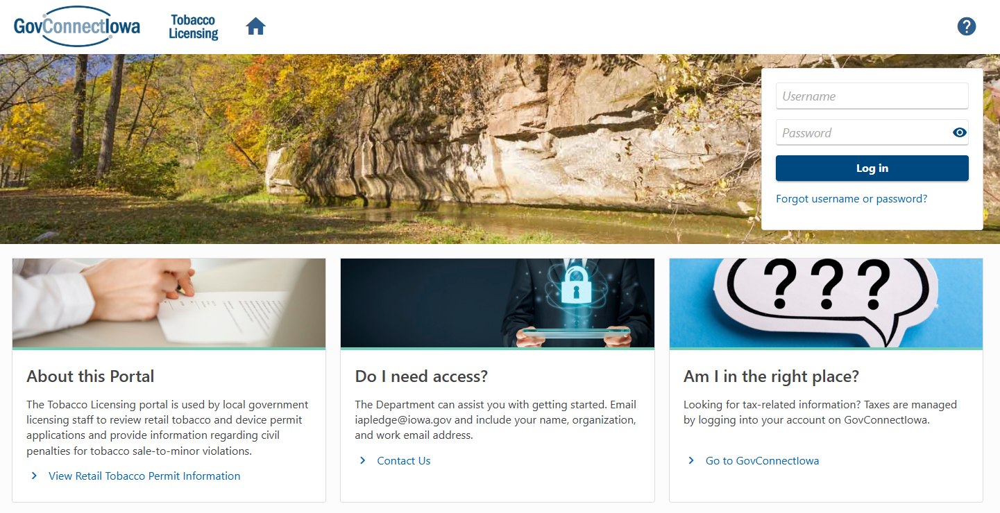 GovConnectIowa
Tobacco
Licensing
?
Username
Password
Log in
Forgot username or password?
???
About this Portal
The Tobacco Licensing portal is used by local government
licensing staff to review retail tobacco and device permit
applications and provide information regarding civil
penalties for tobacco sale-to-minor violations.
View Retail Tobacco Permit Information
Do I need access?
The Department can assist you with getting started. Email
iapledge@iowa.gov and include your name, organization,
and work email address.
Contact Us
Am I in the right place?
Looking for tax-related information? Taxes are managed
by logging into your account on GovConnectIowa.
Go to GovConnectIowa